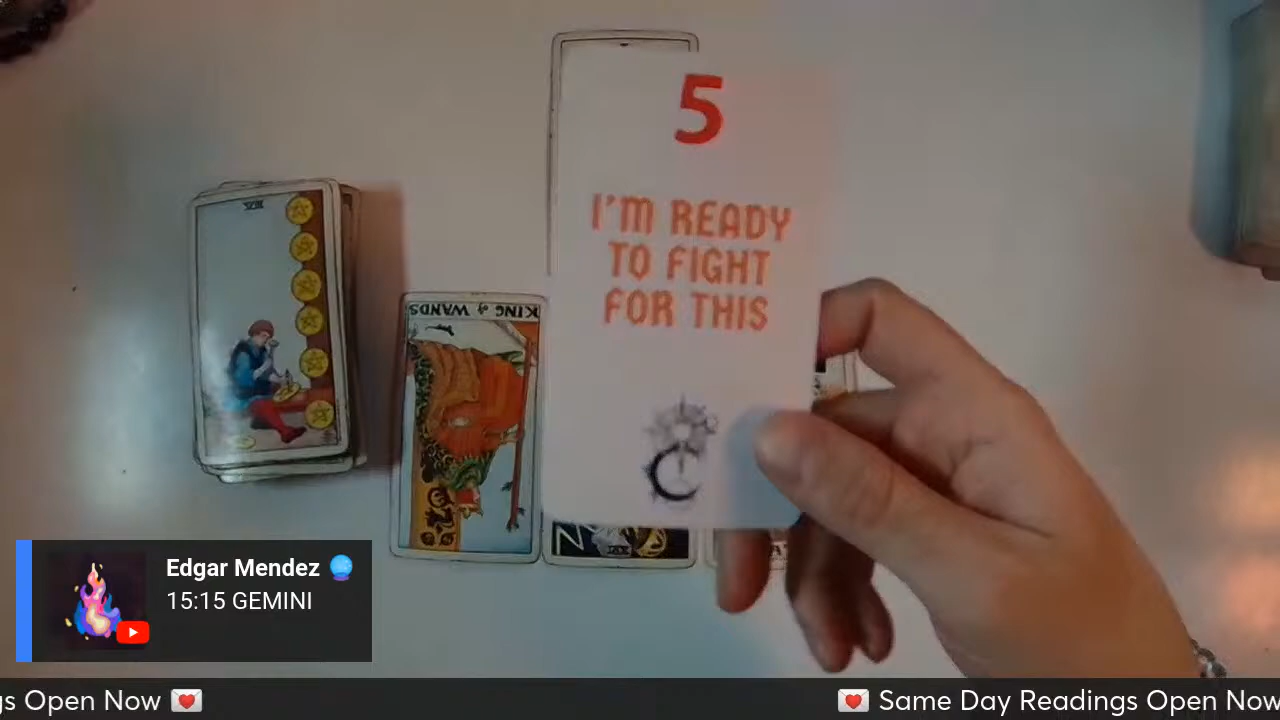 5
I'M READY
TO FIGHT
FOR THIS
KING of WANDS
Edgar Mendez
15:15 GEMINI
gs Open Now
Same Day Readings Open Now